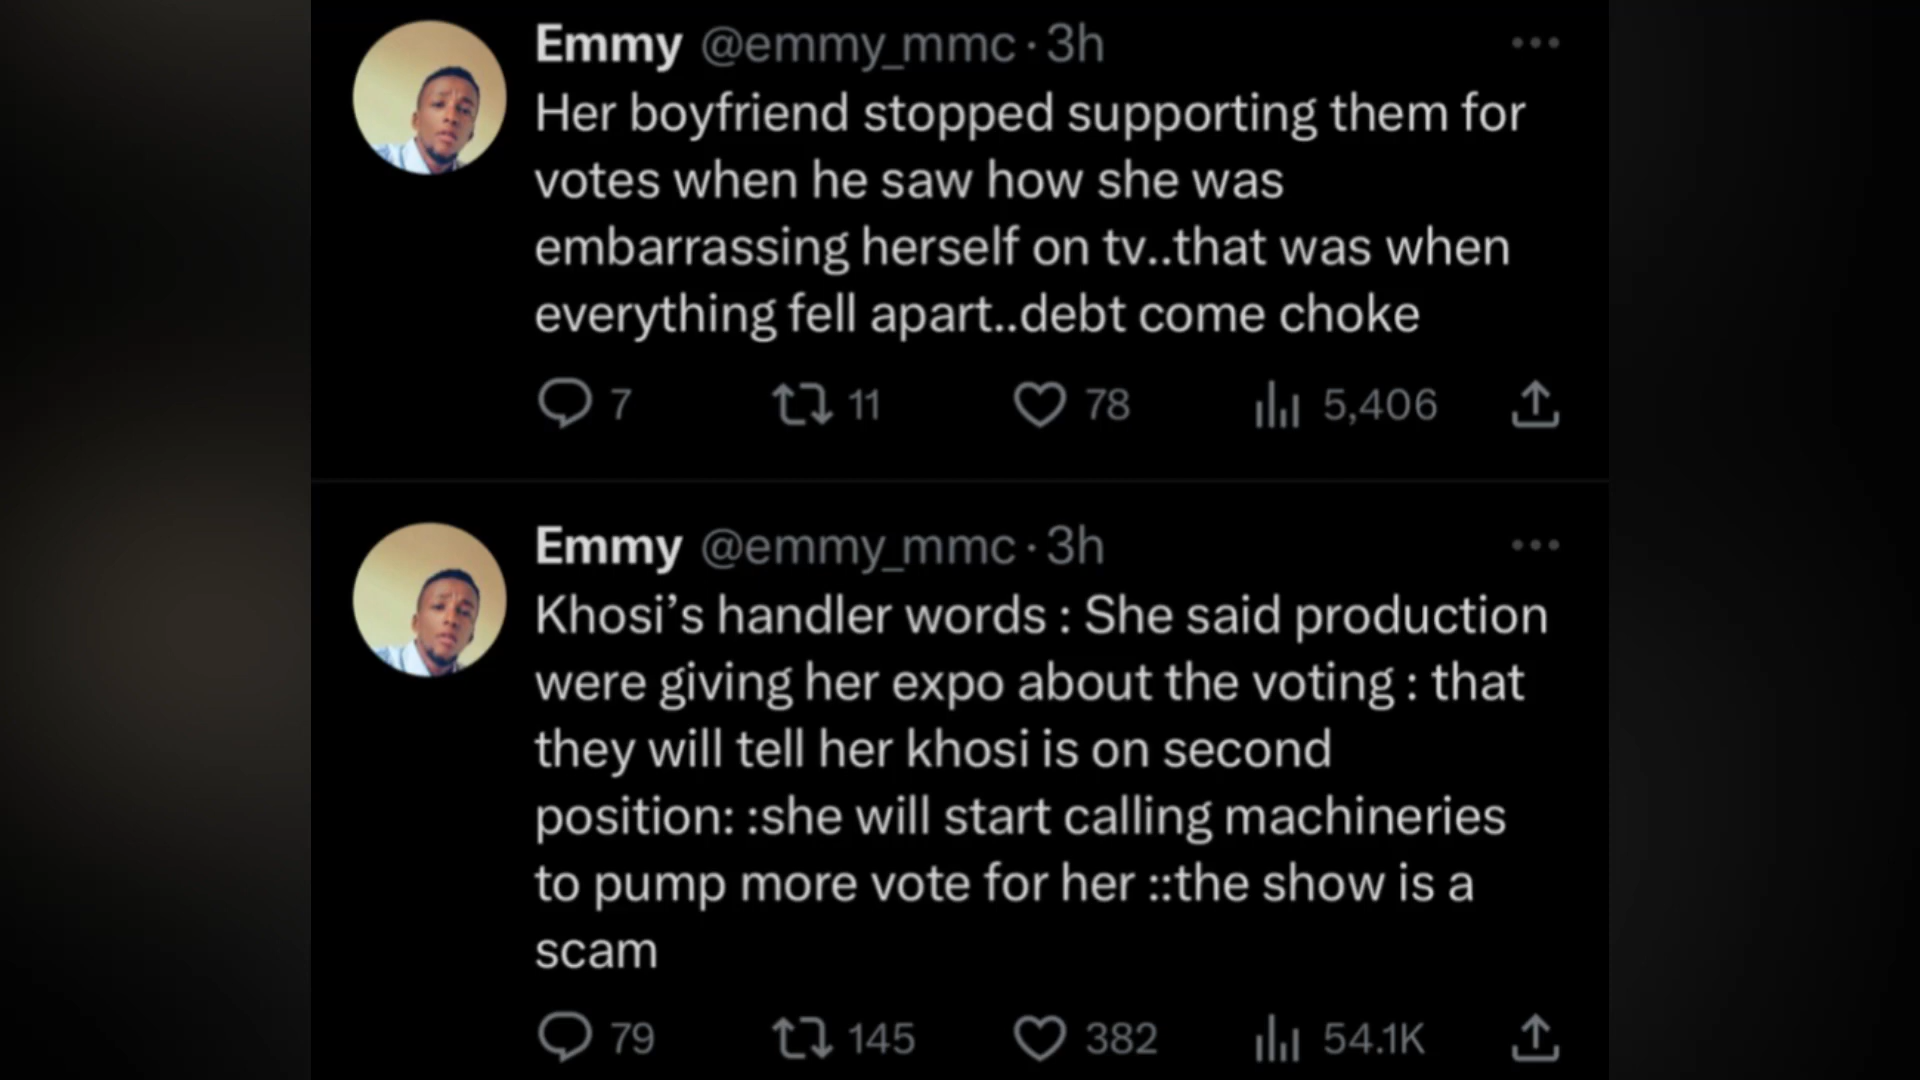 Emmy @emmy_mmc · 3h
Her boyfriend stopped supporting them for
votes when he saw how she was
embarrassing herself on tv..that was when
everything fell apart..debt come choke
7 11 78 5,406
Emmy @emmy_mmc · 3h
Khosi’s handler words : She said production
were giving her expo about the voting : that
they will tell her khosi is on second
position: :she will start calling machineries
to pump more vote for her ::the show is a
scam
79 145 382 54.1K